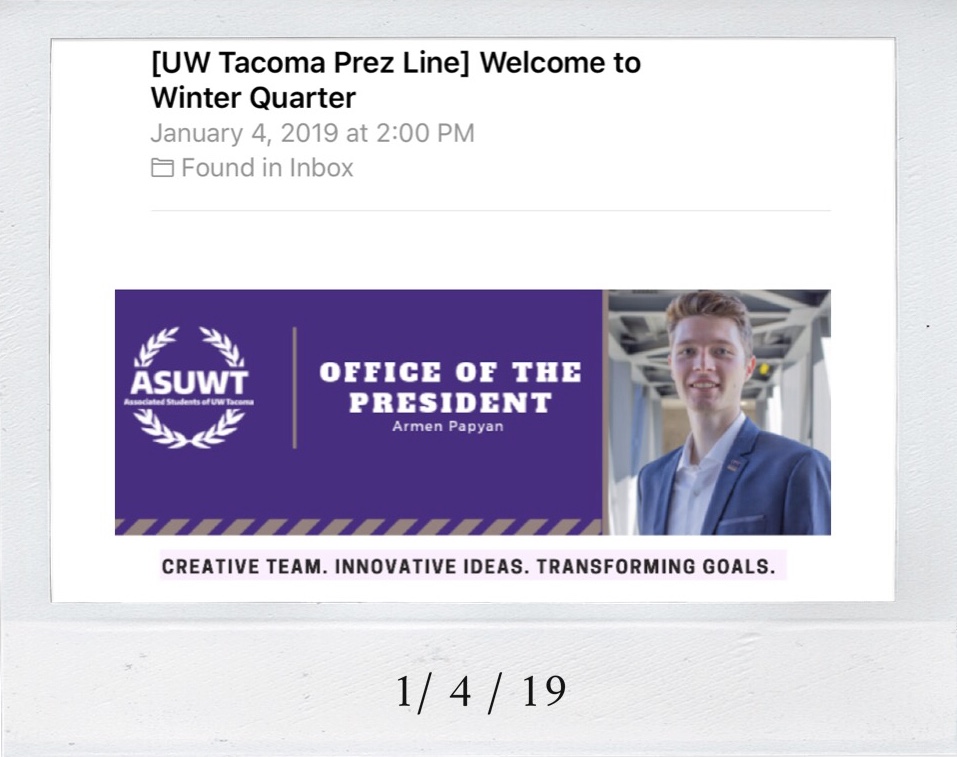 [UW Tacoma Prez Line] Welcome to
Winter Quarter
January 4, 2019 at 2:00 PM
Found in Inbox
ASUWT
Associated Students of UW Tacoma
OFFICE OF THE
PRESIDENT
Armen Papyan
CREATIVE TEAM. INNOVATIVE IDEAS. TRANSFORMING GOALS.
1/ 4 / 19